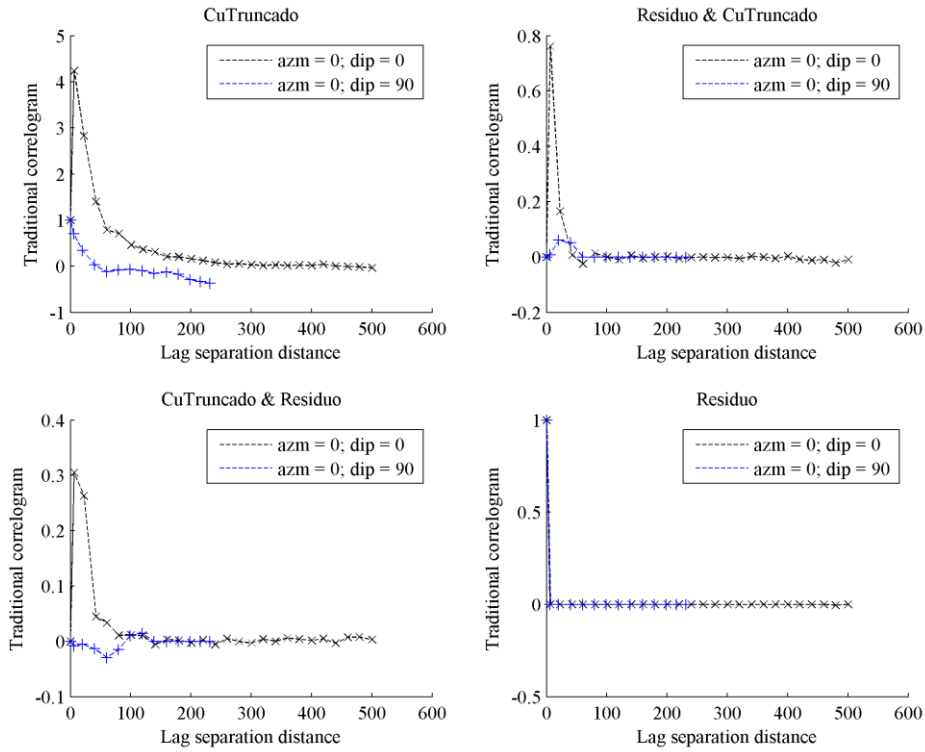 CuTruncado
5
4
3
2
1
0
-1
0 100 200 300 400 500 600
Traditional correlogram
Lag separation distance
azm = 0; dip = 0
azm = 0; dip = 90
Residuo & CuTruncado
0.8
0.6
0.4
0.2
0
-0.2
0 100 200 300 400 500 600
Traditional correlogram
Lag separation distance
azm = 0; dip = 0
azm = 0; dip = 90
CuTruncado & Residuo
0.4
0.3
0.2
0.1
0
-0.1
0 100 200 300 400 500 600
Traditional correlogram
Lag separation distance
azm = 0; dip = 0
azm = 0; dip = 90
Residuo
1
0.5
0
-0.5
0 100 200 300 400 500 600
Traditional correlogram
Lag separation distance
azm = 0; dip = 0
azm = 0; dip = 90